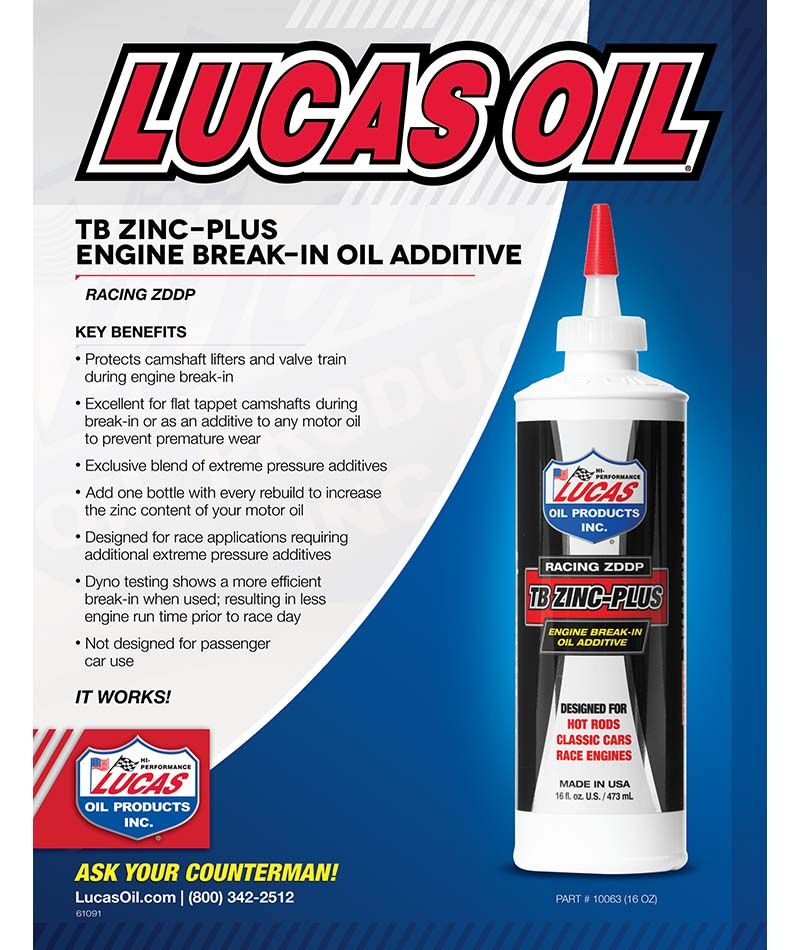 LUCAS OIL®
TB ZINC-PLUS
ENGINE BREAK-IN OIL ADDITIVE
RACING ZDDP
KEY BENEFITS
• Protects camshaft lifters and valve train
during engine break-in
• Excellent for flat tappet camshafts during
break-in or as an additive to any motor oil
to prevent premature wear
• Exclusive blend of extreme pressure additives
• Add one bottle with every rebuild to increase
the zinc content of your motor oil
• Designed for race applications requiring
additional extreme pressure additives
• Dyno testing shows a more efficient
break-in when used; resulting in less
engine run time prior to race day
• Not designed for passenger
car use
IT WORKS!
HI-
PERFORMANCE
LUCAS
OIL PRODUCTS
INC.
®
ASK YOUR COUNTERMAN!
LucasOil.com | (800) 342-2512
61091
HI-
PERFORMANCE
LUCAS
OIL PRODUCTS
INC.
®
RACING ZDDP
TB ZINC-PLUS
ENGINE BREAK-IN
OIL ADDITIVE
DESIGNED FOR
HOT RODS
CLASSIC CARS
RACE ENGINES
MADE IN USA
16 fl. oz. U.S. / 473 mL
PART # 10063 (16 OZ)